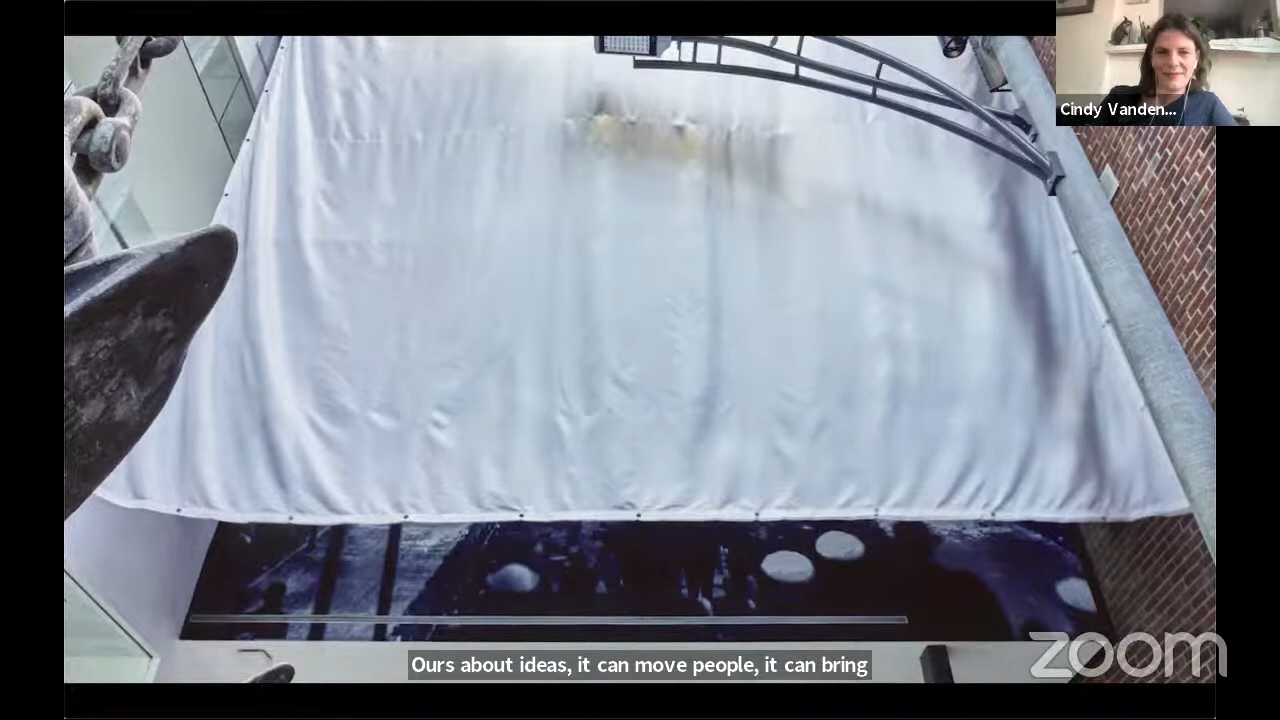 Cindy Vanden...
Ours about ideas, it can move people, it can bring
zoom